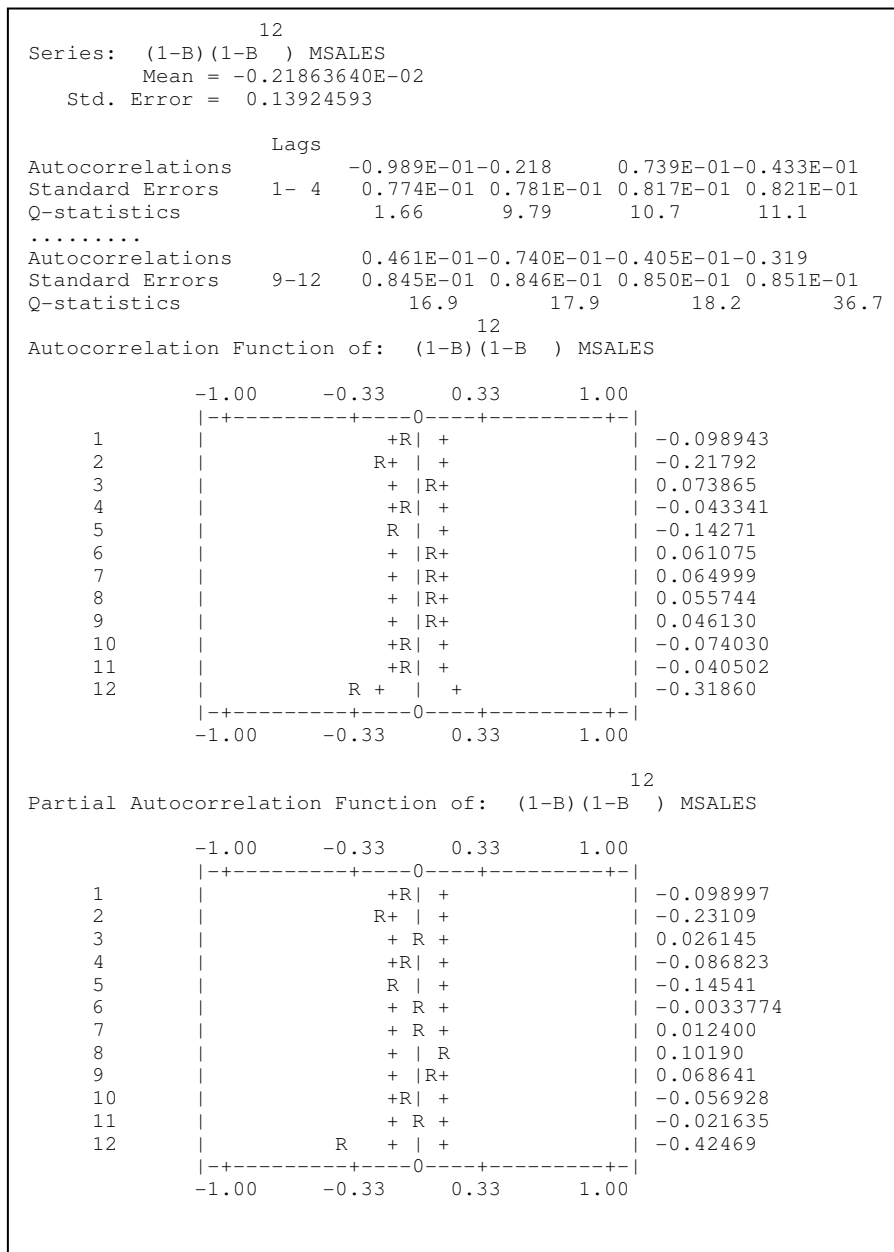 12
Series:  (1-B)(1-B  ) MSALES
         Mean = -0.21863640E-02
   Std. Error =  0.13924593
                   Lags
Autocorrelations         -0.989E-01-0.218     0.739E-01-0.433E-01
Standard Errors    1- 4   0.774E-01 0.781E-01 0.817E-01 0.821E-01
Q-statistics               1.66      9.79      10.7      11.1
.........
Autocorrelations          0.461E-01-0.740E-01-0.405E-01-0.319
Standard Errors    9-12   0.845E-01 0.846E-01 0.850E-01 0.851E-01
Q-statistics                 16.9      17.9      18.2      36.7
                                  12
Autocorrelation Function of:  (1-B)(1-B  ) MSALES
             -1.00     -0.33      0.33      1.00
             |-+---------+----0----+---------+-|
     1       |             +R| +             | -0.098943
     2       |            R+ | +             | -0.21792
     3       |             + |R+             | 0.073865
     4       |             +R| +             | -0.043341
     5       |             R | +             | -0.14271
     6       |             + |R+             | 0.061075
     7       |             + |R+             | 0.064999
     8       |             + |R+             | 0.055744
     9       |             + |R+             | 0.046130
     10      |             +R| +             | -0.074030
     11      |             +R| +             | -0.040502
     12      |          R +  |  +            | -0.31860
             |-+---------+----0----+---------+-|
             -1.00     -0.33      0.33      1.00
                                              12
Partial Autocorrelation Function of:  (1-B)(1-B  ) MSALES
             -1.00     -0.33      0.33      1.00
             |-+---------+----0----+---------+-|
     1       |             +R| +             | -0.098997
     2       |            R+ | +             | -0.23109
     3       |             + R +             | 0.026145
     4       |             +R| +             | -0.086823
     5       |             R | +             | -0.14541
     6       |             + R +             | -0.0033774
     7       |             + R +             | 0.012400
     8       |             + | R             | 0.10190
     9       |             + |R+             | 0.068641
     10      |             +R| +             | -0.056928
     11      |             + R +             | -0.021635
     12      |         R   + | +             | -0.42469
             |-+---------+----0----+---------+-|
             -1.00     -0.33      0.33      1.00